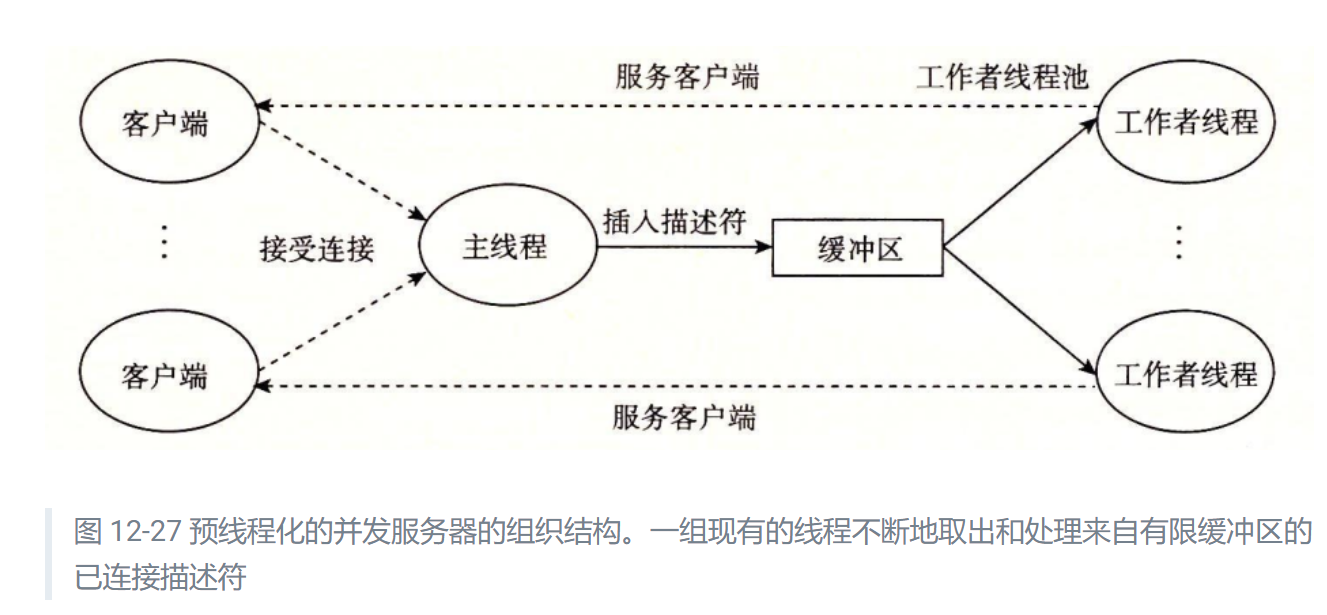 服务客户端
工作者线程池
客户端
工作者线程
插入描述符
接受连接
主线程
缓冲区
客户端
工作者线程
服务客户端
图 12-27 预线程化的并发服务器的组织结构。一组现有的线程不断地取出和处理来自有限缓冲区的
已连接描述符